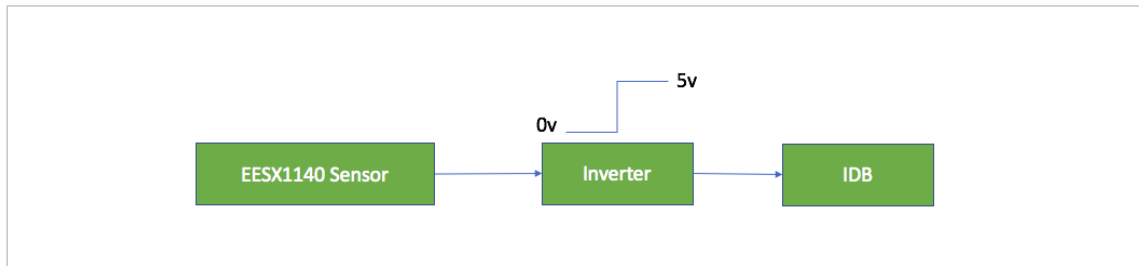 5v
0v
EESX1140 Sensor
Inverter
IDB